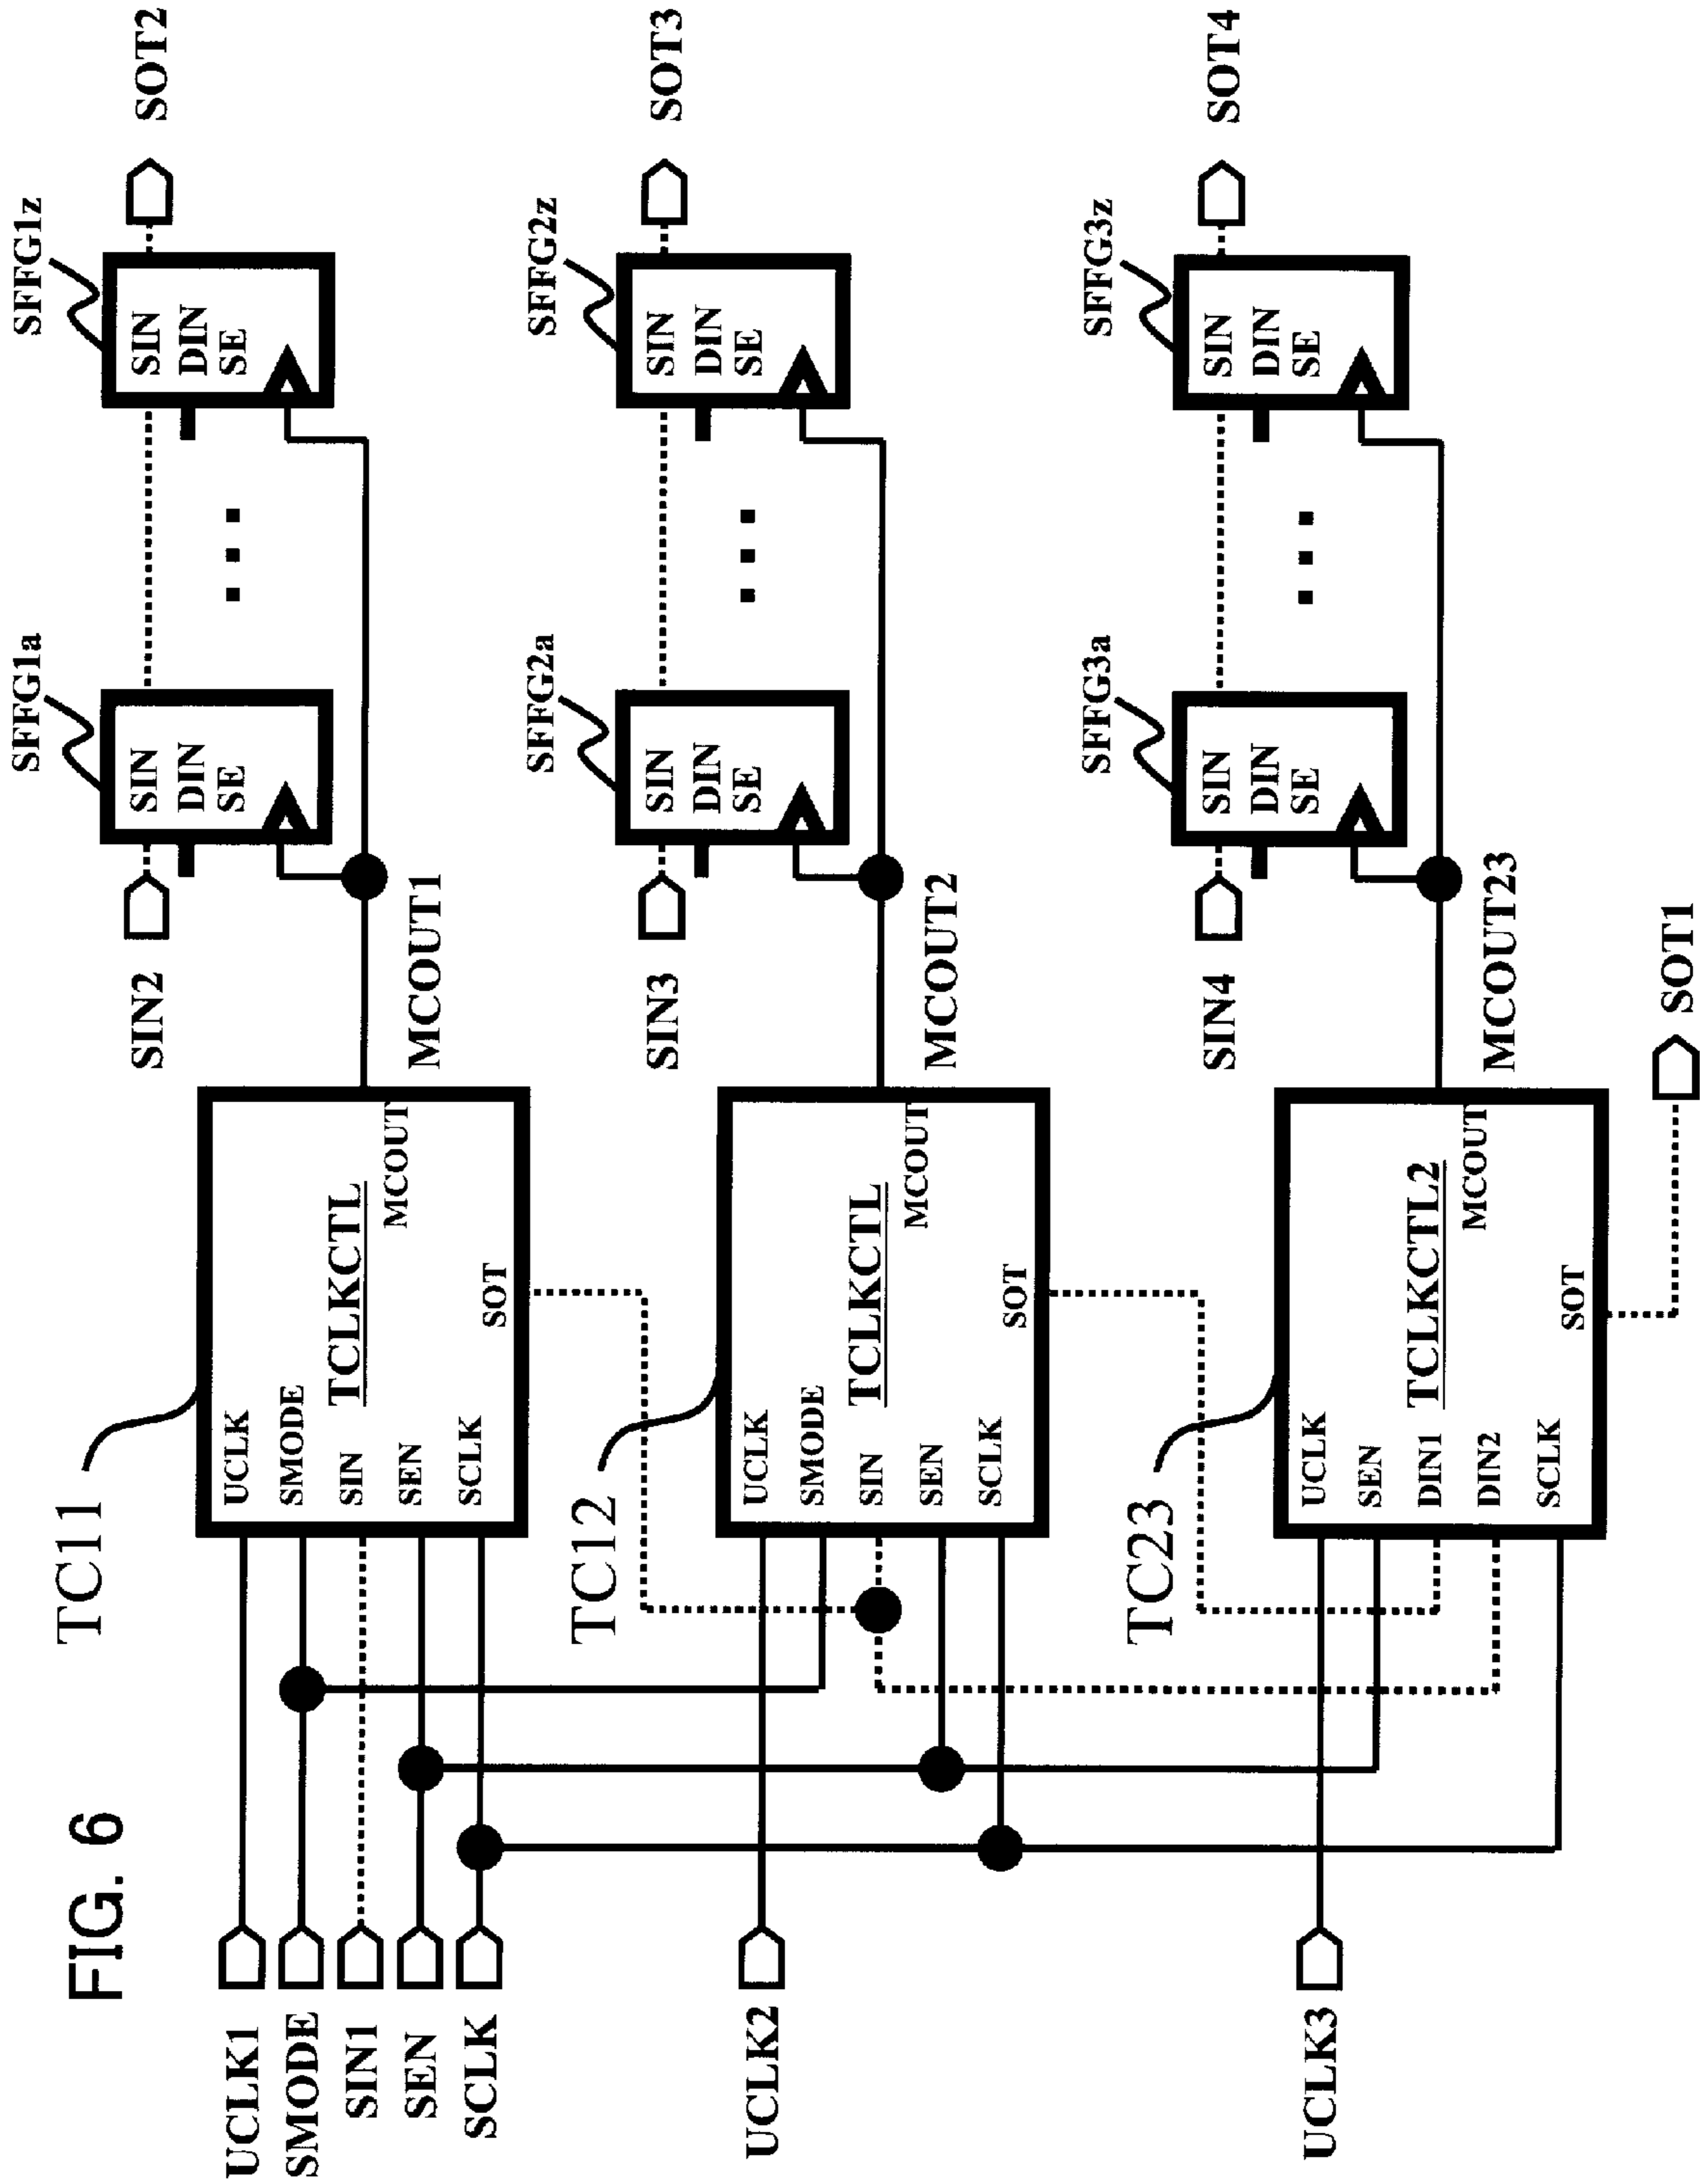 FIG. 6
UCLK1
SMODE
SIN1
SEN
SCLK
TC11
UCLK
SMODE
SIN
SEN
SCLK
TCLKCTL
MCOUT
SOT
MCOUT1
SIN2
SFFG1a
SIN
DIN
SE
...
SFFG1z
SIN
DIN
SE
SOT2
UCLK2
TC12
UCLK
SMODE
SIN
SEN
SCLK
TCLKCTL
MCOUT
SOT
MCOUT2
SIN3
SFFG2a
SIN
DIN
SE
...
SFFG2z
SIN
DIN
SE
SOT3
UCLK3
TC23
UCLK
SEN
DIN1
DIN2
SCLK
TCLKCTL2
MCOUT
SOT
MCOUT23
SIN4
SFFG3a
SIN
DIN
SE
...
SFFG3z
SIN
DIN
SE
SOT4
SOT1